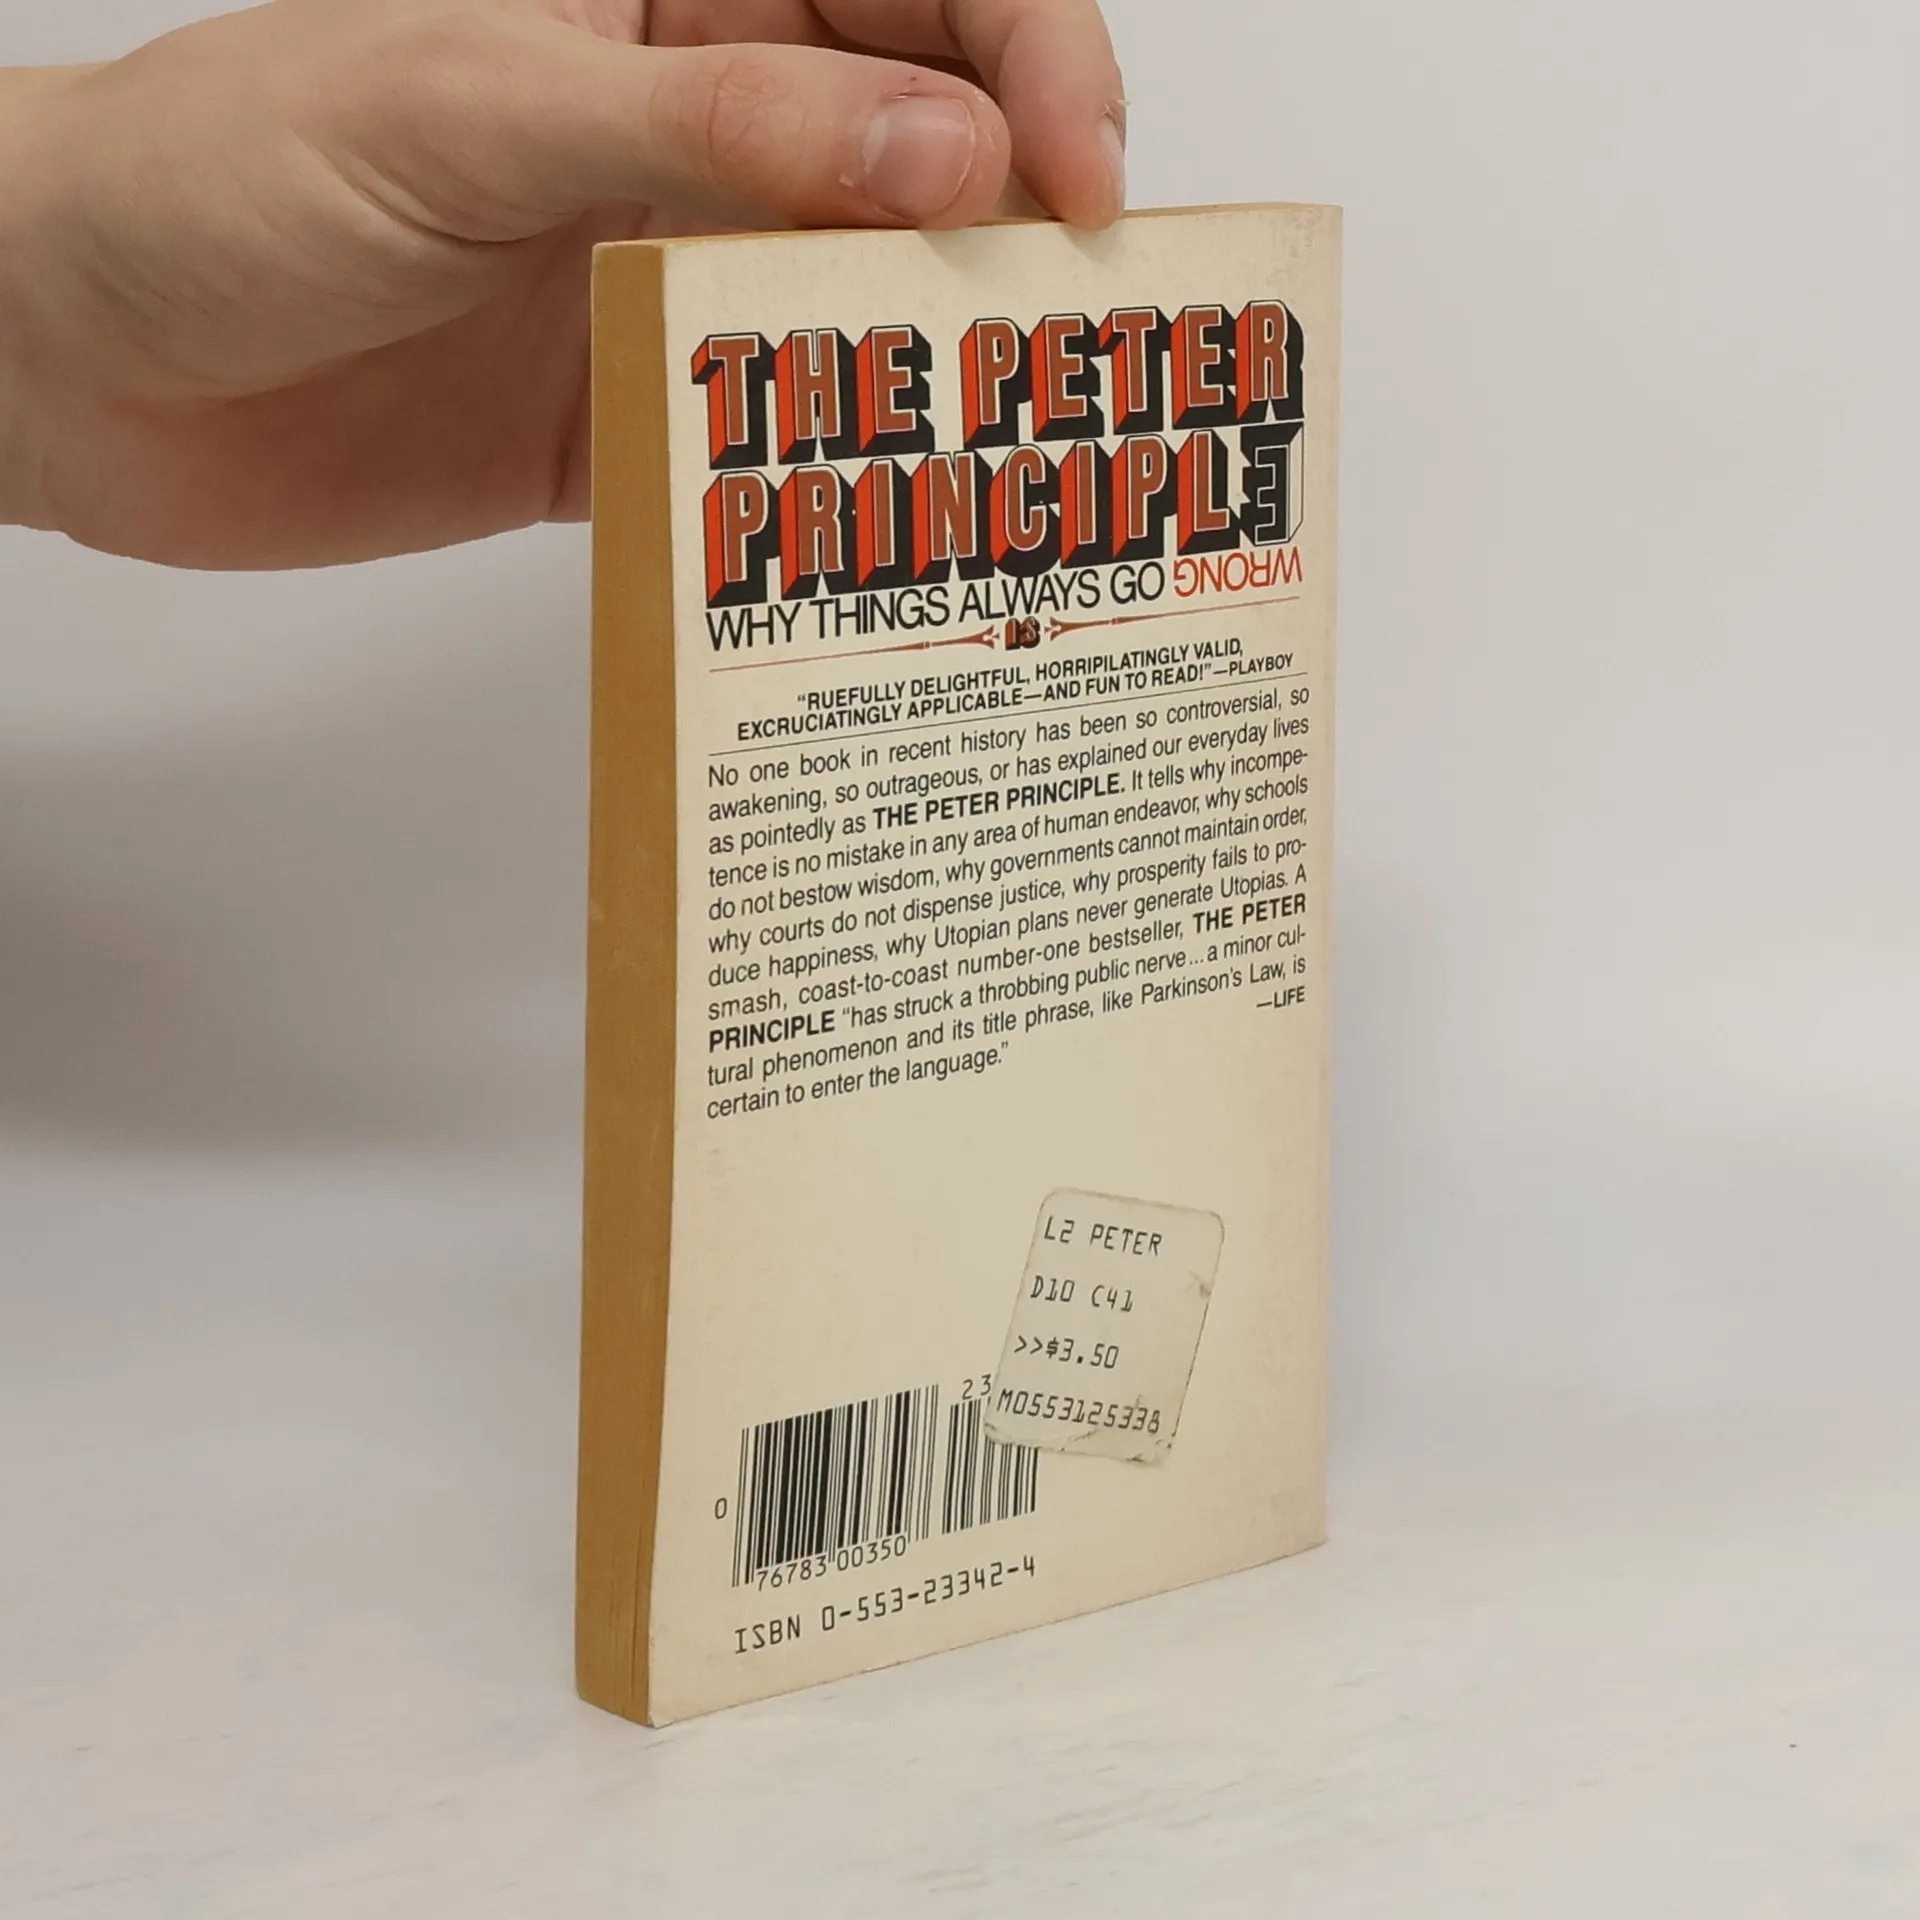 THE PETER
PRINCIPLE
WHY THINGS ALWAYS GO WRONG
IS
“RUEFULLY DELIGHTFUL, HORRIPILATINGLY VALID,
EXCRUCIATINGLY APPLICABLE—AND FUN TO READ!”—PLAYBOY
No one book in recent history has been so controversial, so
awakening, so outrageous, or has explained our everyday lives
as pointedly as THE PETER PRINCIPLE. It tells why incompe-
tence is no mistake in any area of human endeavor, why schools
do not bestow wisdom, why governments cannot maintain order,
why courts do not dispense justice, why prosperity fails to pro-
duce happiness, why Utopian plans never generate Utopias. A
smash, coast-to-coast number-one bestseller, THE PETER
PRINCIPLE “has struck a throbbing public nerve...a minor cul-
tural phenomenon and its title phrase, like Parkinson's Law, is
certain to enter the language.”
—LIFE
L2 PETER
D10 C41
>>$3.50
M0553125338
23
0
76783 00350
ISBN 0-553-23342-4